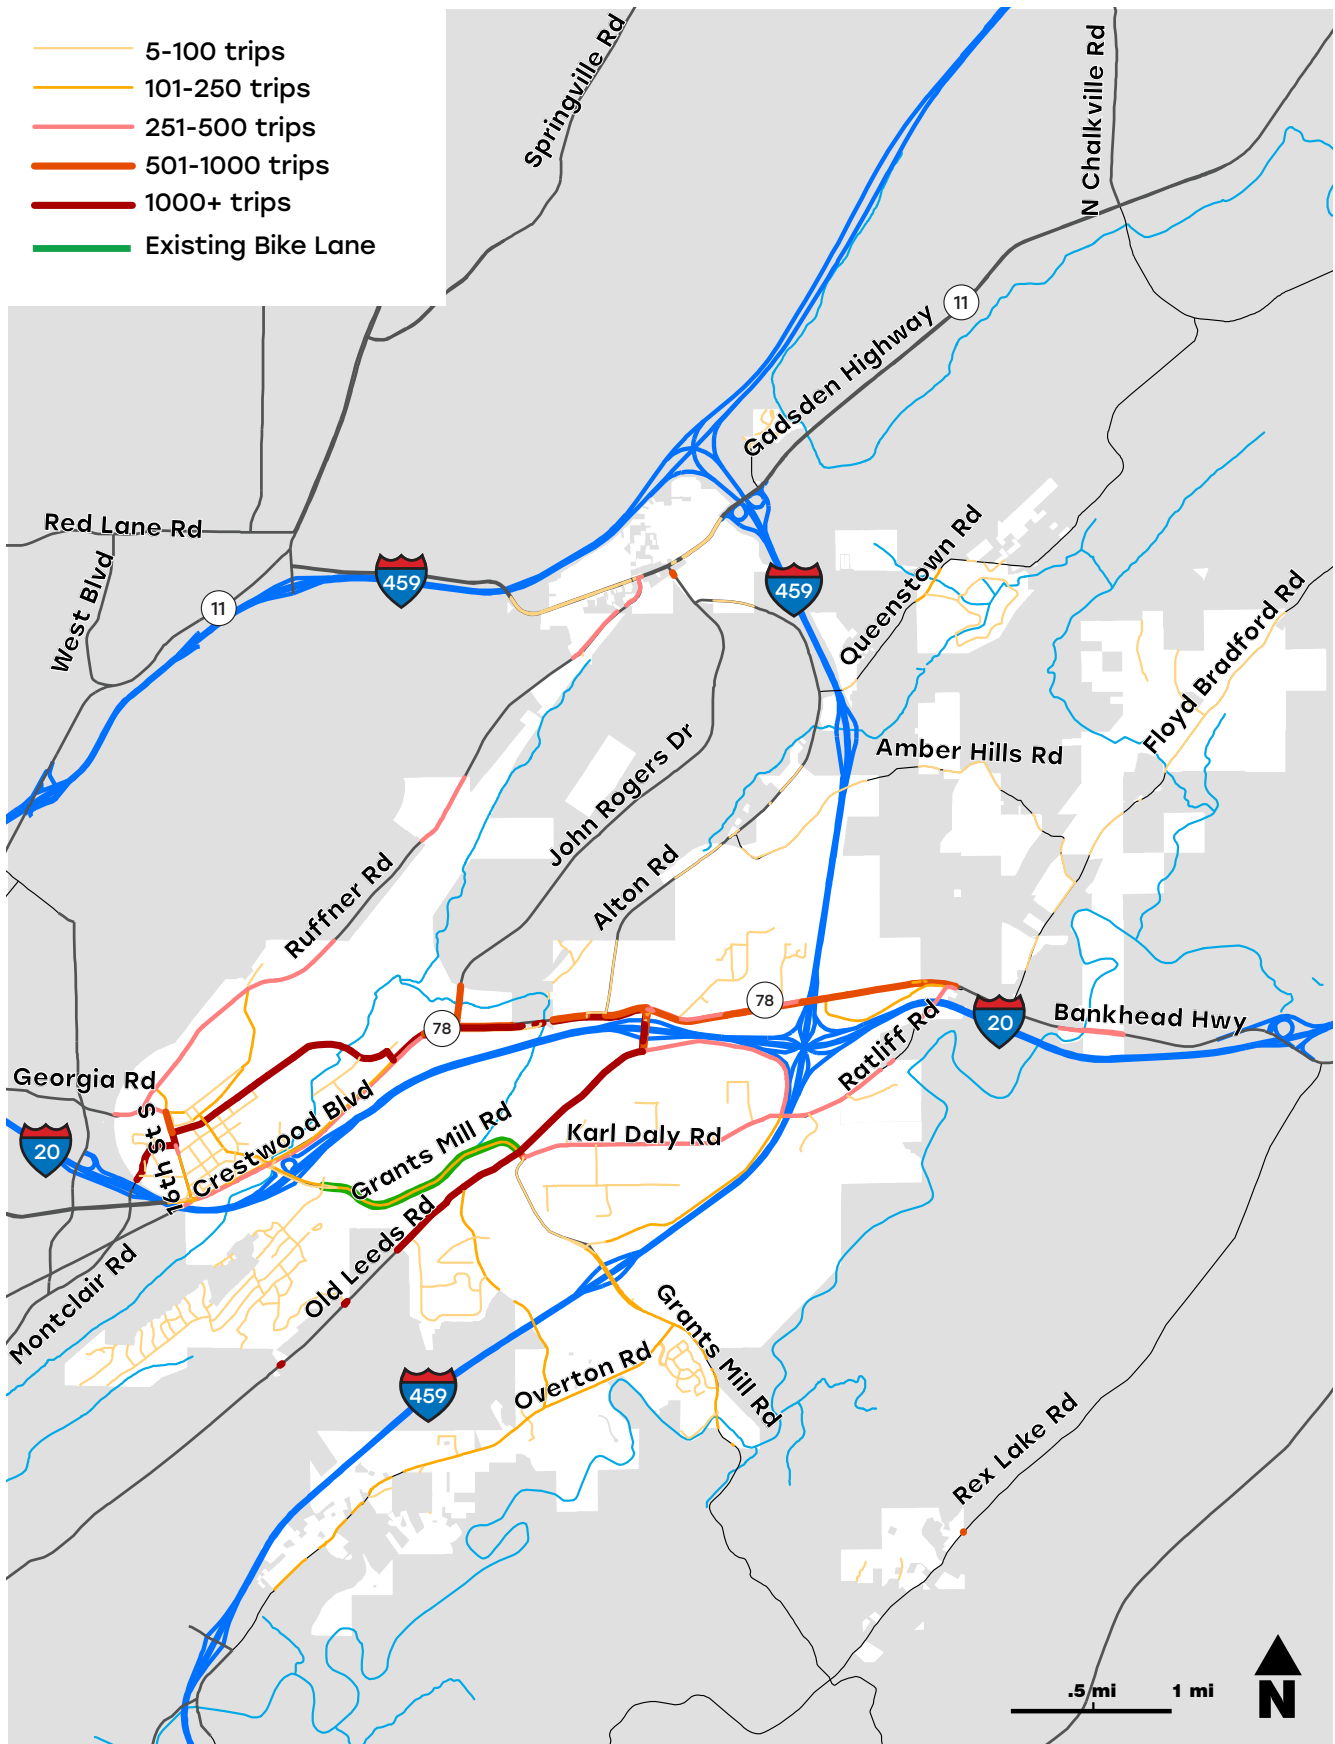 5-100 trips
101-250 trips
251-500 trips
501-1000 trips
1000+ trips
Existing Bike Lane
Springville Rd
N Chalkville Rd
11
Gadsden Highway
Red Lane Rd
West Blvd
11
459
459
Queenstown Rd
Floyd Bradford Rd
Amber Hills Rd
John Rogers Dr
Alton Rd
Ruffner Rd
78
78
20
Bankhead Hwy
Ratliff Rd
Georgia Rd
16th St S
20
Crestwood Blvd
Grants Mill Rd
Karl Daly Rd
Old Leeds Rd
Montclair Rd
Grants Mill Rd
Overton Rd
459
Rex Lake Rd
.5 mi
1 mi
N